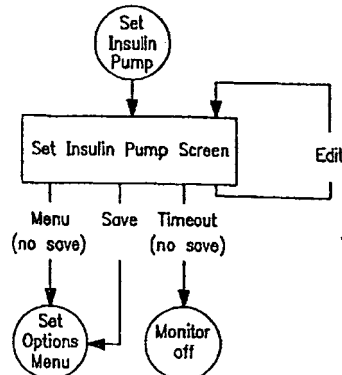 Set
Insulin
Pump
Set Insulin Pump Screen
Edit
Menu
(no save)
Save
Timeout
(no save)
Set
Options
Menu
Monitor
off